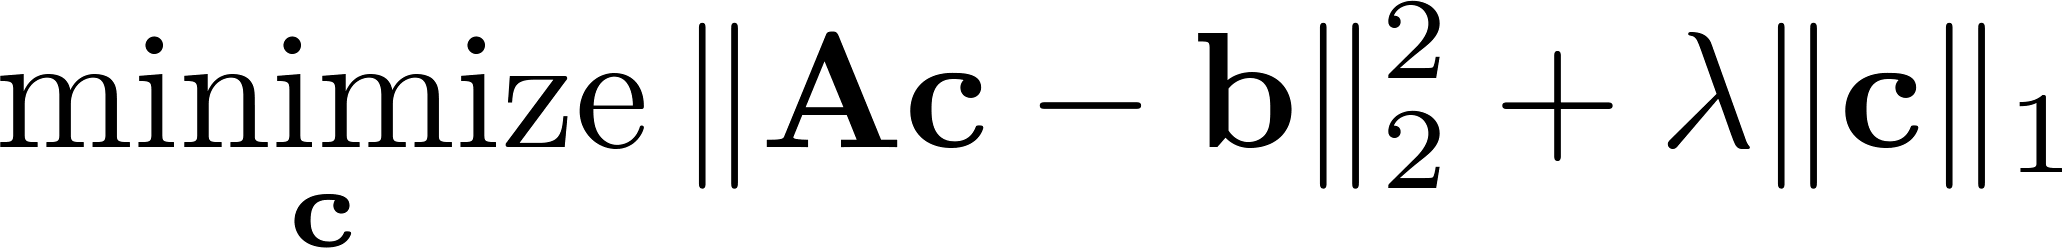 minimize ‖Ac − b‖₂² + λ‖c‖₁
c